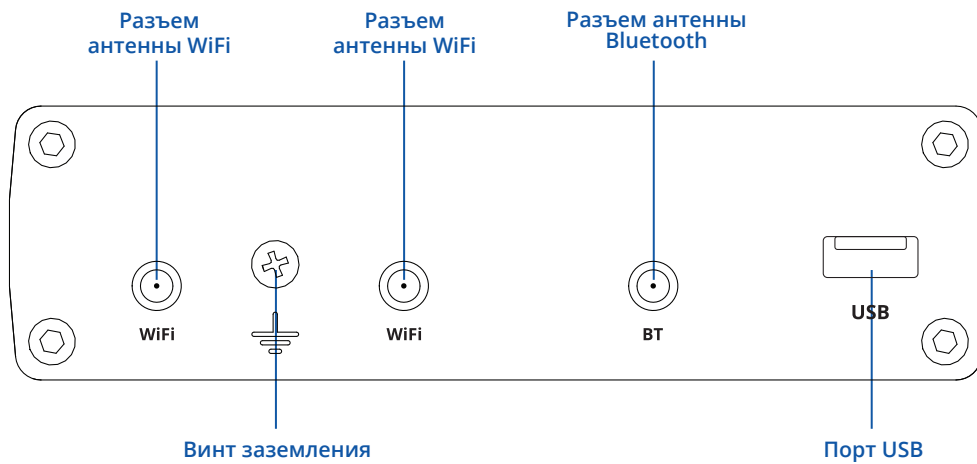 Разъем
антенны WiFi
Разъем
антенны WiFi
Разъем антенны
Bluetooth
WiFi
WiFi
BT
USB
Винт заземления
Порт USB